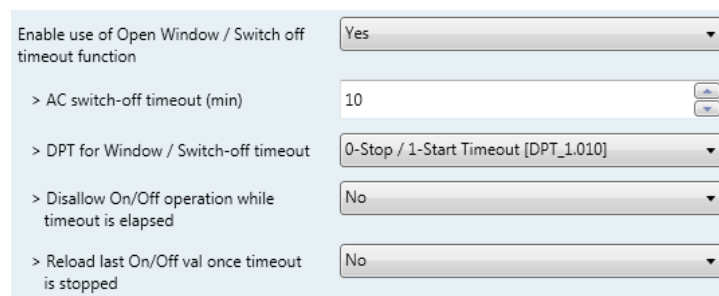 Enable use of Open Window / Switch off
timeout function
Yes
> AC switch-off timeout (min)
10
> DPT for Window / Switch-off timeout
0-Stop / 1-Start Timeout [DPT_1.010]
> Disallow On/Off operation while
timeout is elapsed
No
> Reload last On/Off val once timeout
is stopped
No